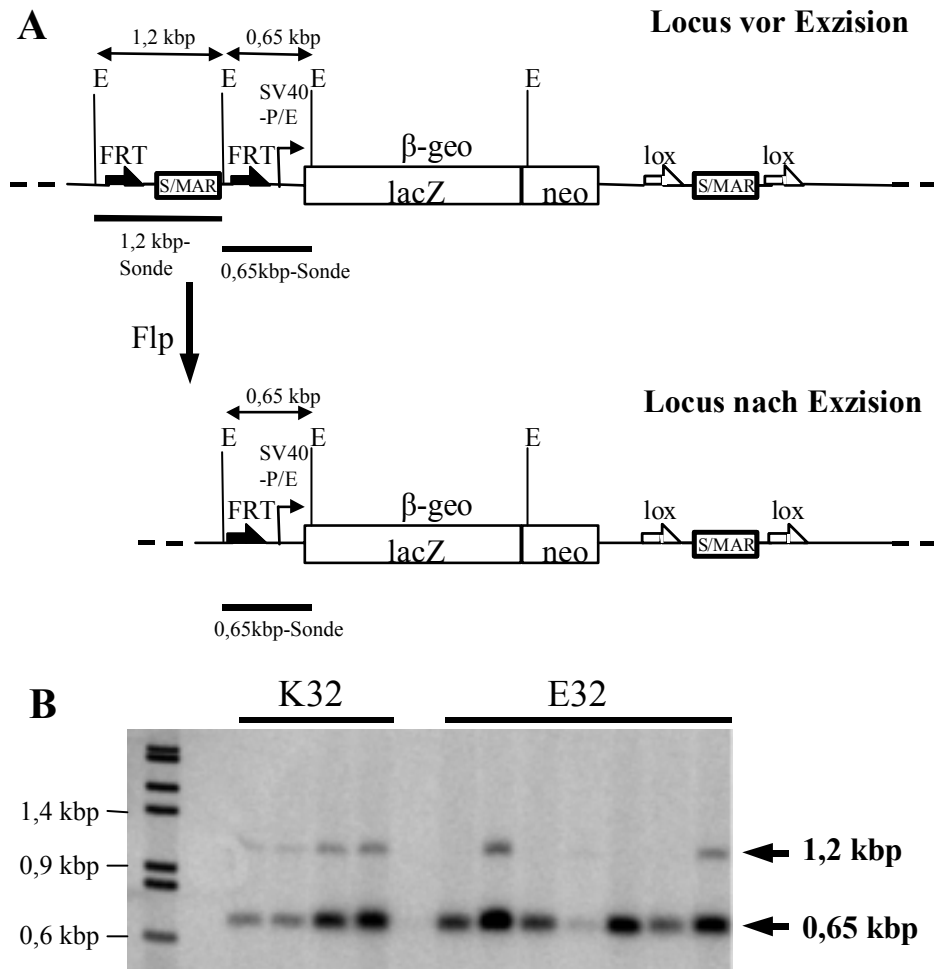 A
Locus vor Exzision
1,2 kbp
0,65 kbp
E
E
E
E
SV40
-P/E
FRT
FRT
β-geo
lox
lox
S/MAR
lacZ
neo
S/MAR
1,2 kbp-
Sonde
0,65kbp-Sonde
Flp
Locus nach Exzision
0,65 kbp
E
E
E
SV40
-P/E
FRT
β-geo
lox
lox
lacZ
neo
S/MAR
0,65kbp-Sonde
B
K32
E32
1,4 kbp
0,9 kbp
0,6 kbp
1,2 kbp
0,65 kbp